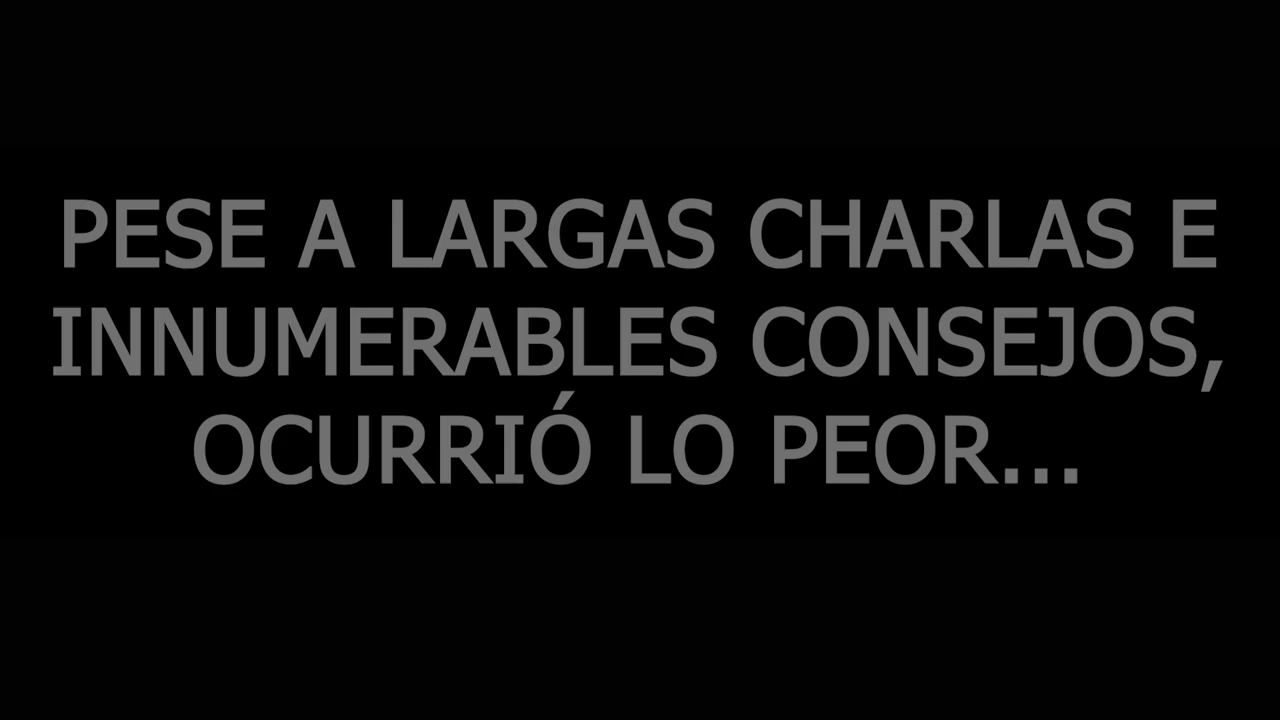 PESE A LARGAS CHARLAS E
INNUMERABLES CONSEJOS,
OCURRIÓ LO PEOR...